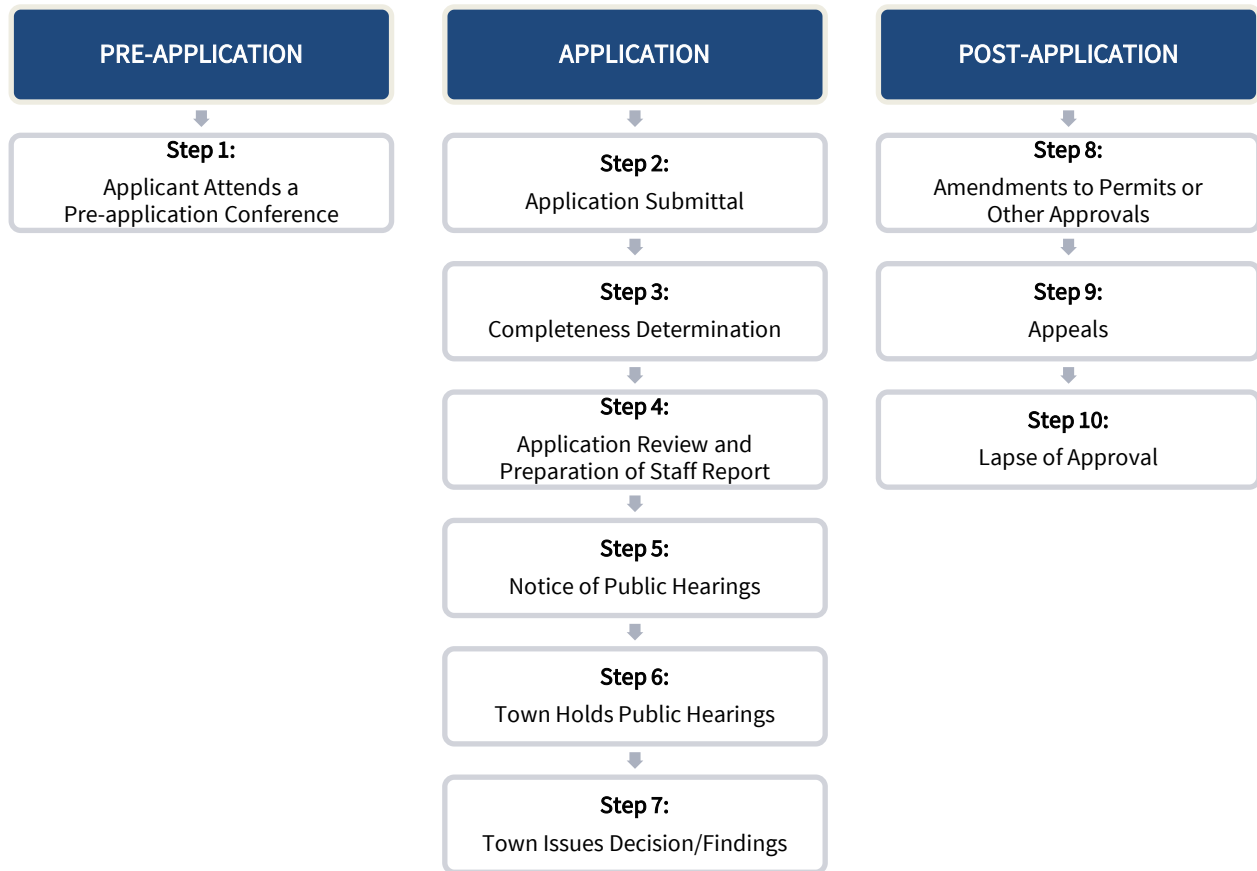 PRE-APPLICATION
Step 1:
Applicant Attends a
Pre-application Conference
APPLICATION
Step 2:
Application Submittal
Step 3:
Completeness Determination
Step 4:
Application Review and
Preparation of Staff Report
Step 5:
Notice of Public Hearings
Step 6:
Town Holds Public Hearings
Step 7:
Town Issues Decision/Findings
POST-APPLICATION
Step 8:
Amendments to Permits or
Other Approvals
Step 9:
Appeals
Step 10:
Lapse of Approval